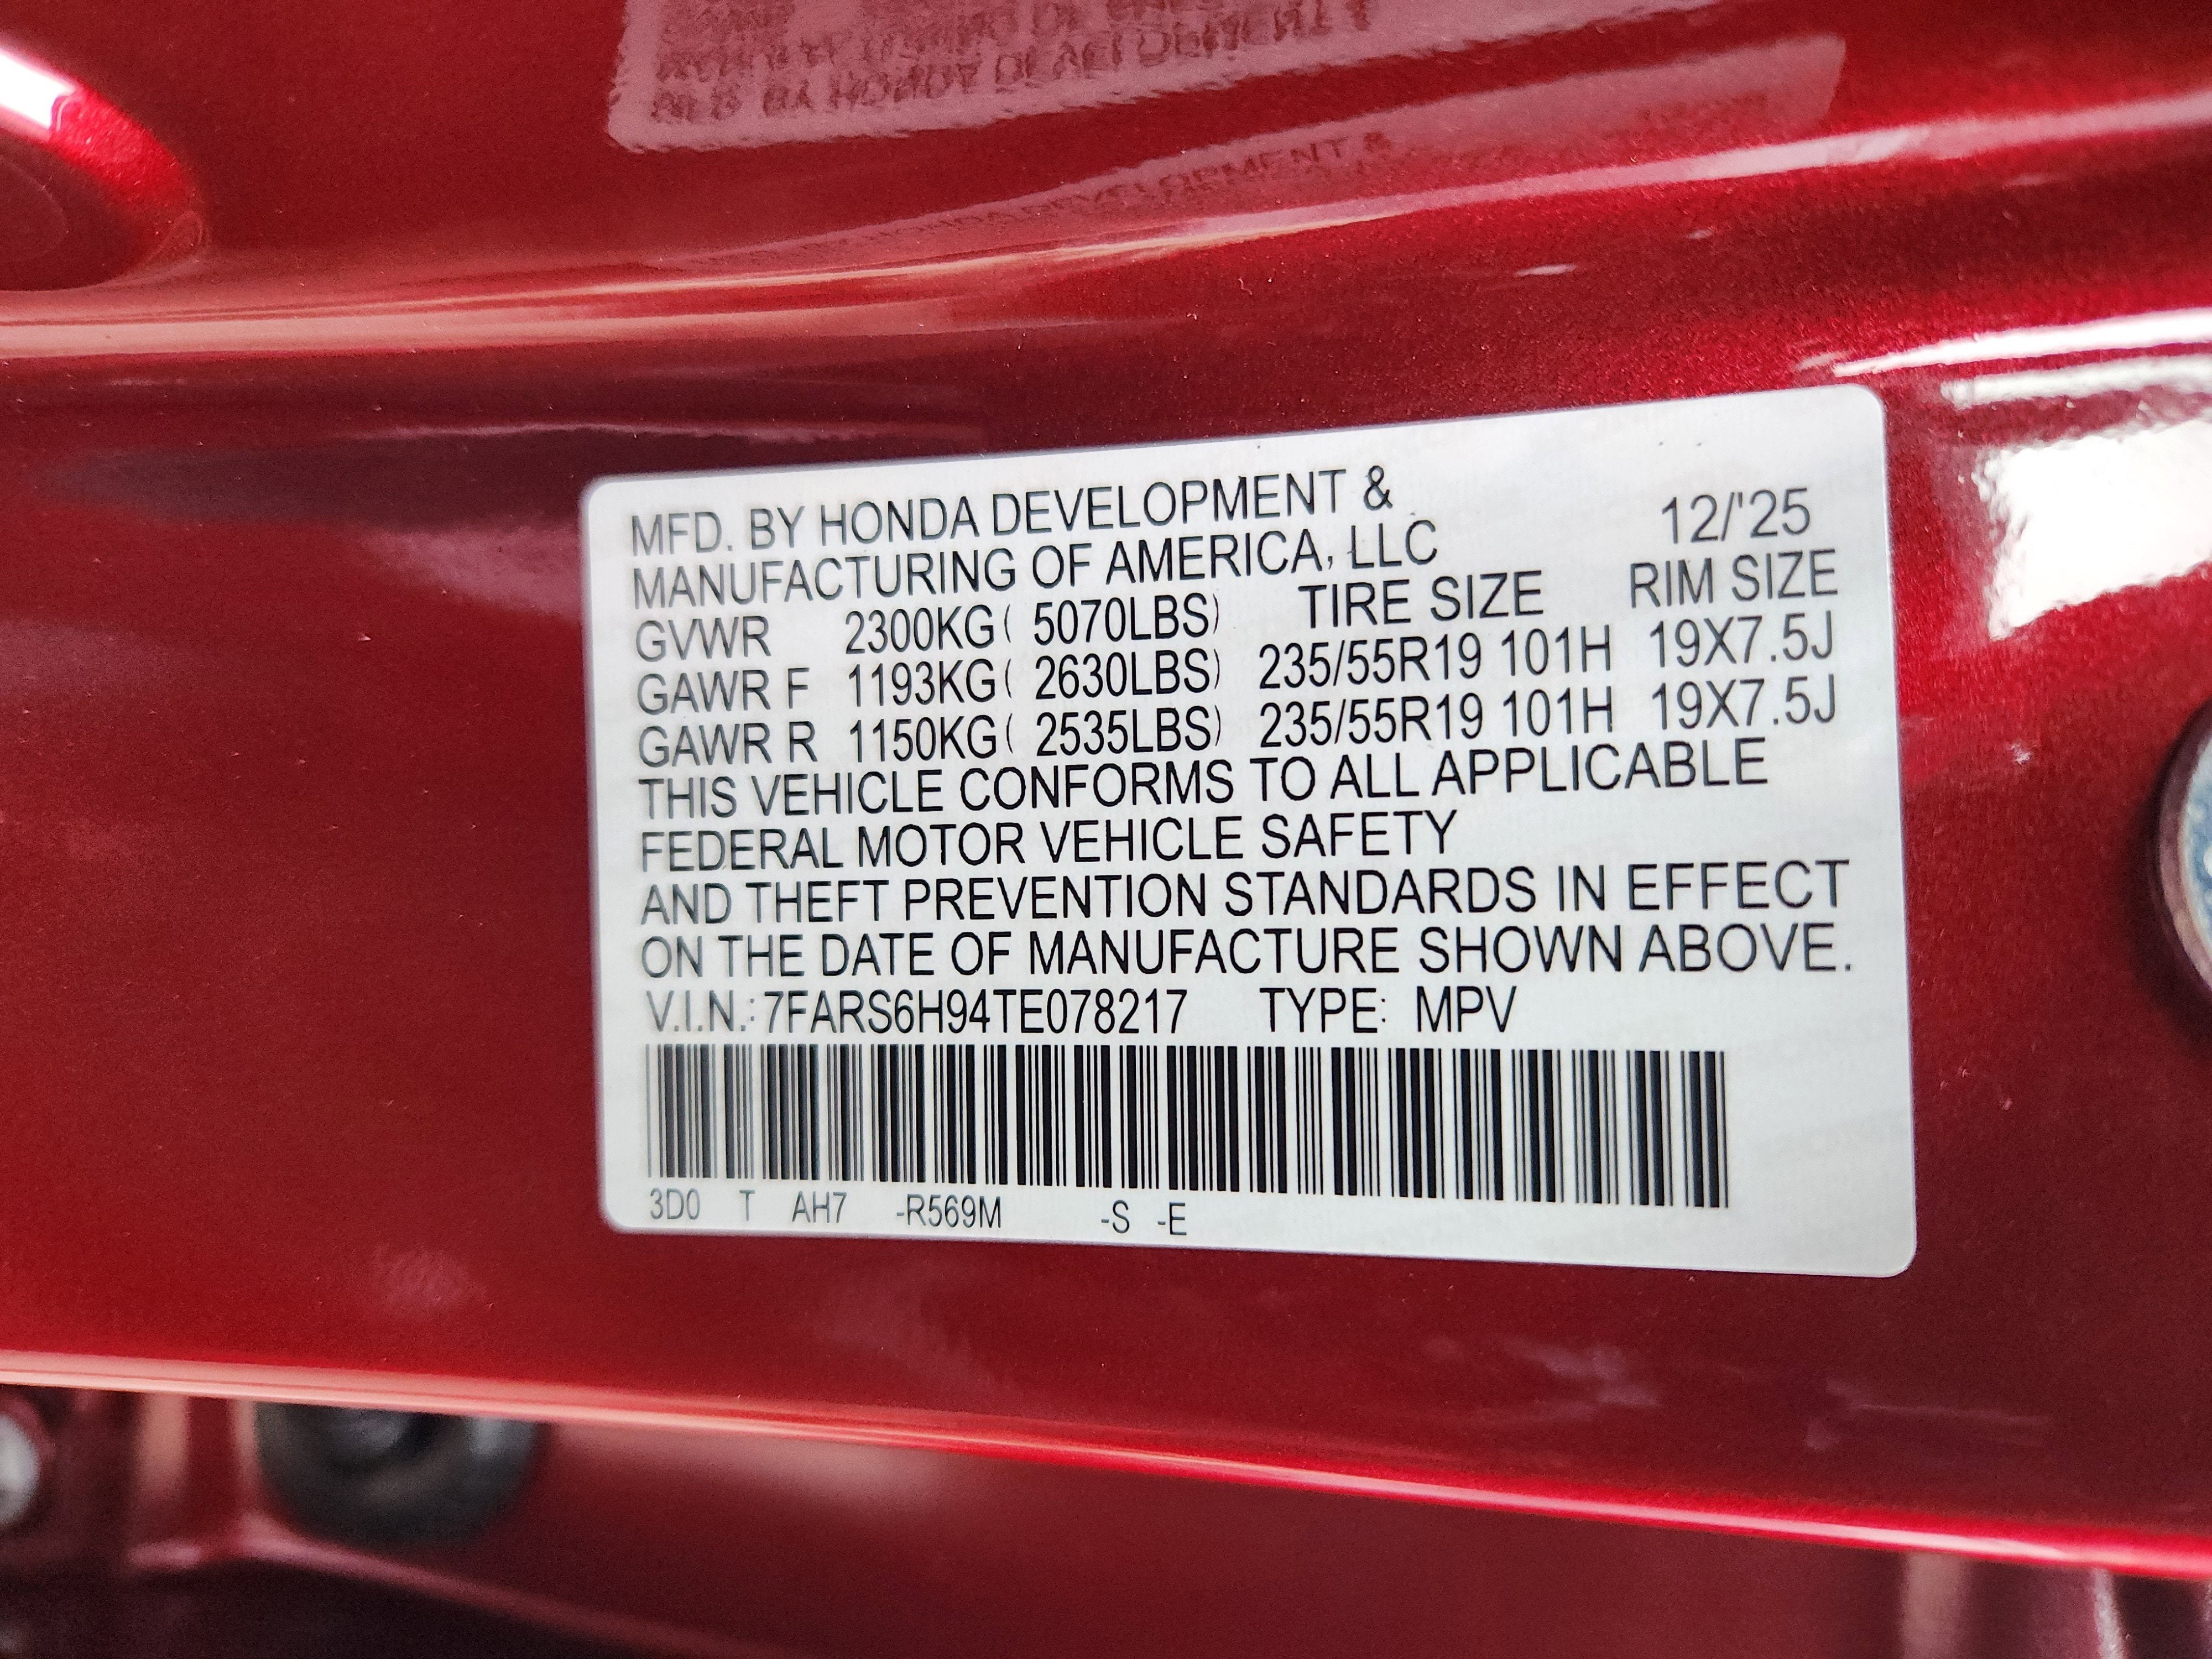 MFD. BY HONDA DEVELOPMENT &
MANUFACTURING OF AMERICA, LLC 12/'25
GVWR 2300KG( 5070LBS) TIRE SIZE RIM SIZE
GAWR F 1193KG( 2630LBS) 235/55R19 101H 19X7.5J
GAWR R 1150KG( 2535LBS) 235/55R19 101H 19X7.5J
THIS VEHICLE CONFORMS TO ALL APPLICABLE
FEDERAL MOTOR VEHICLE SAFETY
AND THEFT PREVENTION STANDARDS IN EFFECT
ON THE DATE OF MANUFACTURE SHOWN ABOVE.
V.I.N.: 7FARS6H94TE078217 TYPE: MPV
3D0 T AH7 -R569M -S -E